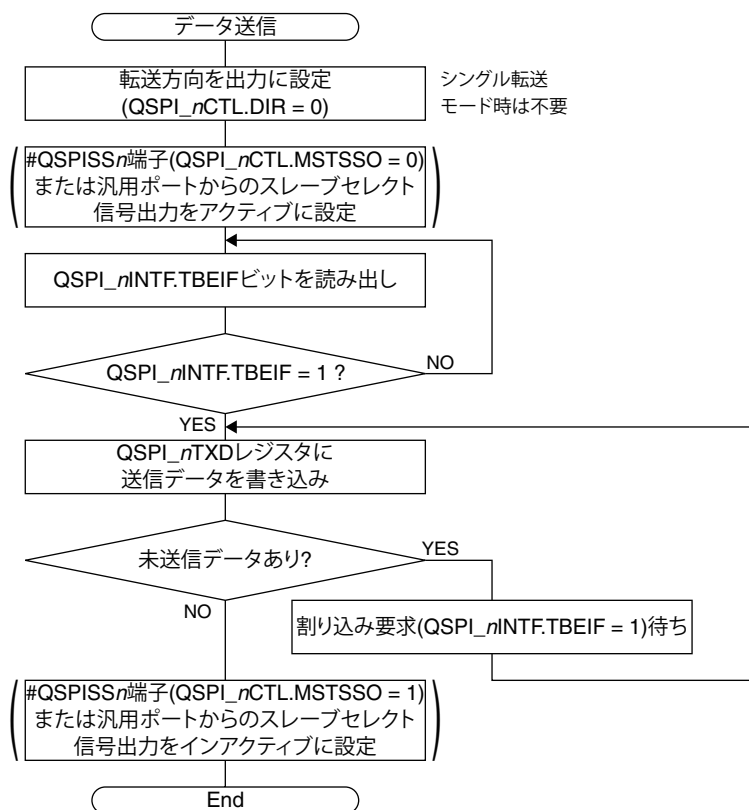 データ送信
転送方向を出力に設定
(QSPI_nCTL.DIR = 0)
シングル転送
モード時は不要
#QSPISSn端子(QSPI_nCTL.MSTSSO = 0)
または汎用ポートからのスレーブセレクト
信号出力をアクティブに設定
QSPI_nINTF.TBEIFビットを読み出し
QSPI_nINTF.TBEIF = 1 ?
NO
YES
QSPI_nTXDレジスタに
送信データを書き込み
未送信データあり?
YES
NO
割り込み要求(QSPI_nINTF.TBEIF = 1)待ち
#QSPISSn端子(QSPI_nCTL.MSTSSO = 1)
または汎用ポートからのスレーブセレクト
信号出力をインアクティブに設定
End